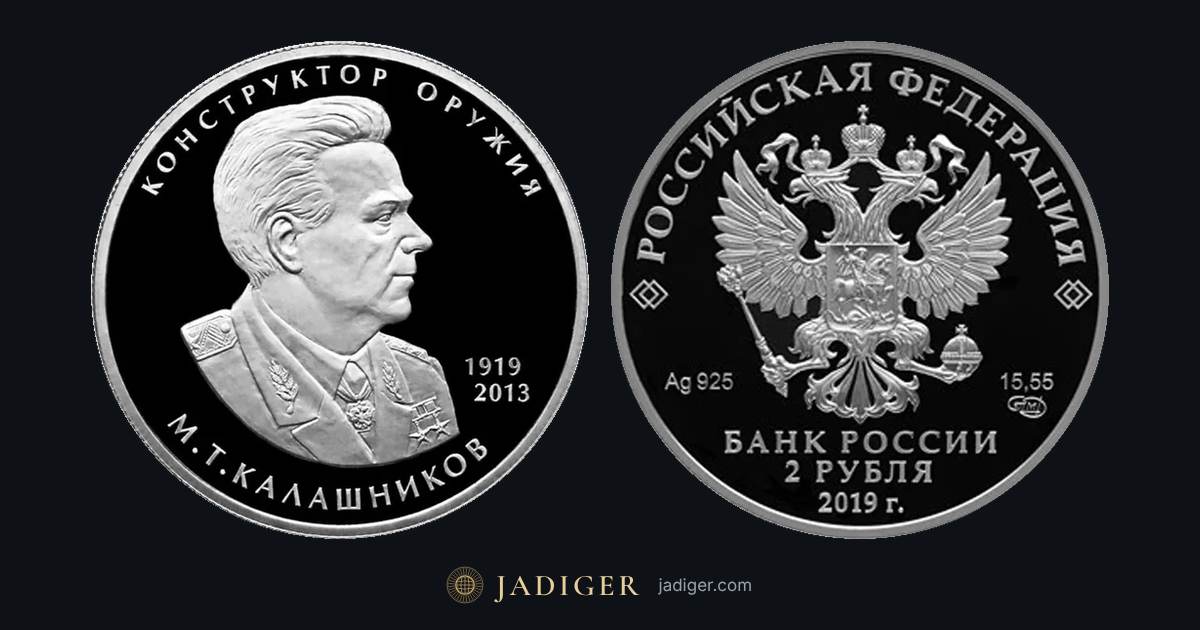 КОНСТРУКТОР ОРУЖИЯ
1919
2013
М.Т.КАЛАШНИКОВ
РОССИЙСКАЯ ФЕДЕРАЦИЯ
Ag 925
15,55
БАНК РОССИИ
2 РУБЛЯ
2019 г.
JADIGER jadiger.com